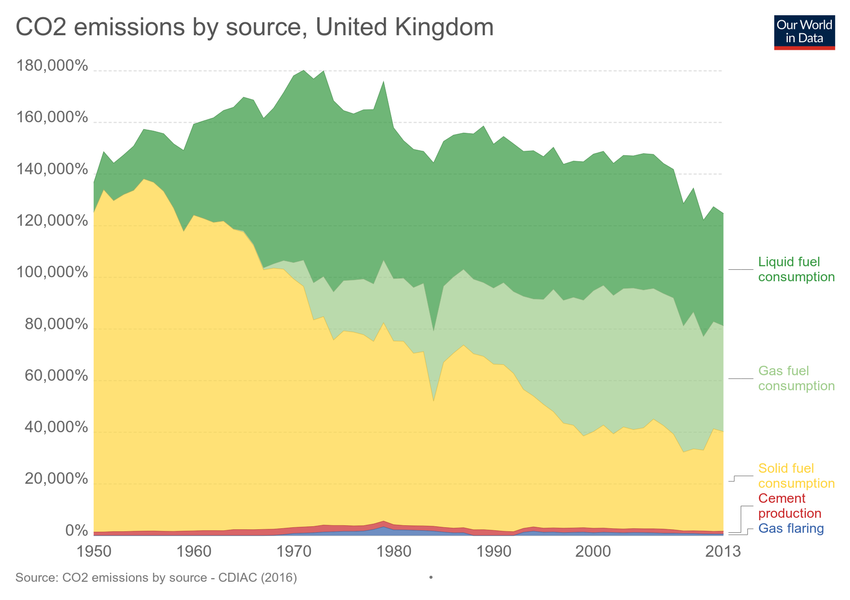 CO2 emissions by source, United Kingdom
Our World
in Data
180,000%
160,000%
140,000%
120,000%
100,000%
80,000%
60,000%
40,000%
20,000%
0%
Liquid fuel
consumption
Gas fuel
consumption
Solid fuel
consumption
Cement
production
Gas flaring
1950 1960 1970 1980 1990 2000 2013
Source: CO2 emissions by source - CDIAC (2016) •